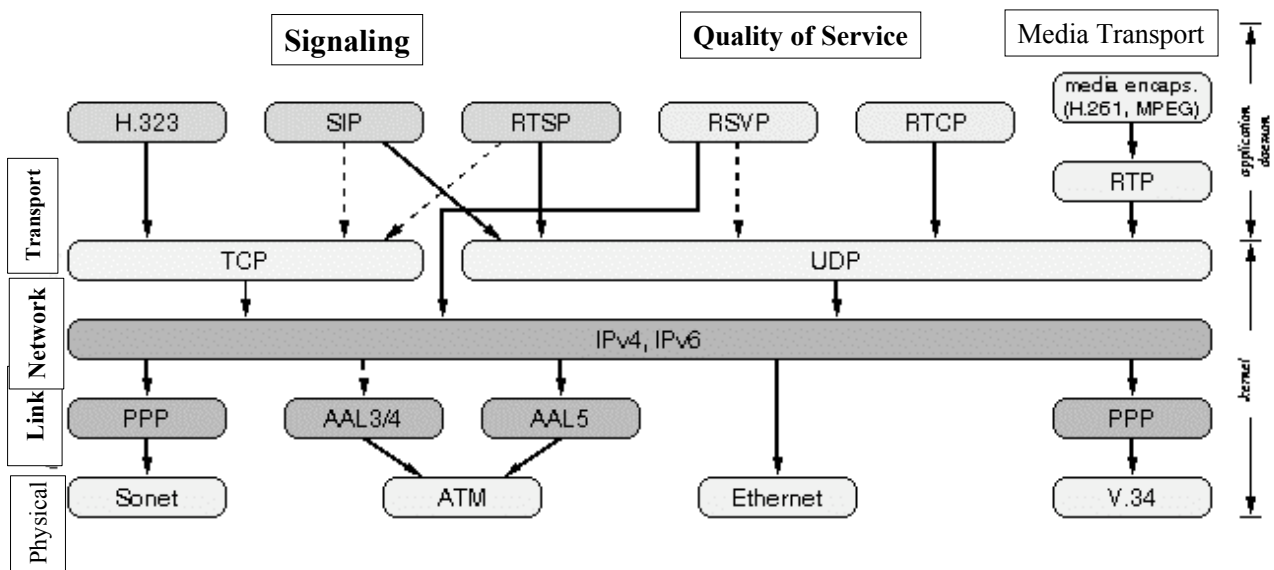 Signaling
Quality of Service
Media Transport
media encaps.
(H.261, MPEG)
H.323
SIP
RTSP
RSVP
RTCP
RTP
application
daemon
Transport
TCP
UDP
Network
IPv4, IPv6
kernel
Link
PPP
AAL3/4
AAL5
PPP
Physical
Sonet
ATM
Ethernet
V.34